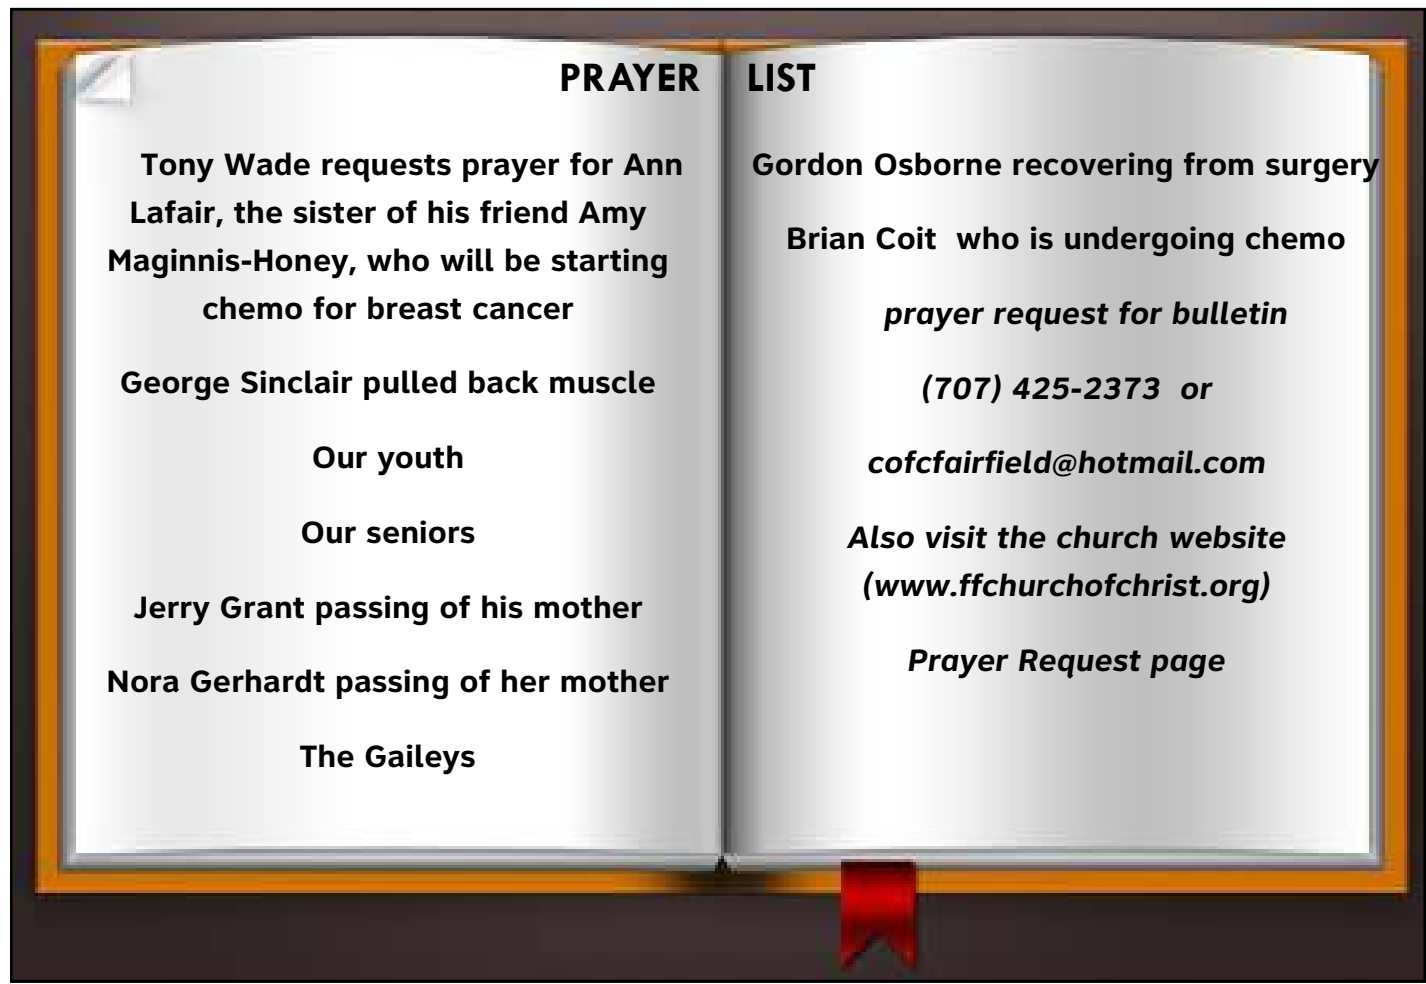 PRAYER LIST
Tony Wade requests prayer for Ann
Lafair, the sister of his friend Amy
Maginnis-Honey, who will be starting
chemo for breast cancer
George Sinclair pulled back muscle
Our youth
Our seniors
Jerry Grant passing of his mother
Nora Gerhardt passing of her mother
The Gaileys
Gordon Osborne recovering from surgery
Brian Coit who is undergoing chemo
prayer request for bulletin
(707) 425-2373 or
cofcfairfield@hotmail.com
Also visit the church website
(www.ffchurchofchrist.org)
Prayer Request page